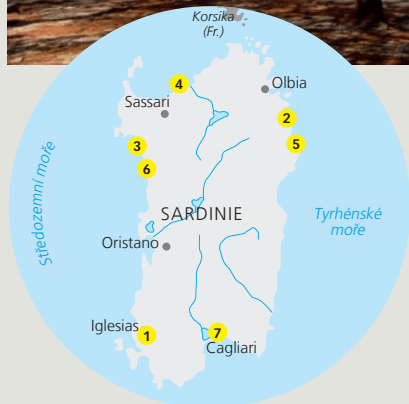 Korsika
(Fr.)
4
Olbia
Sassari
2
3
5
6
Středozemní moře
SARDINIE
Tyrhénské
moře
Oristano
Iglesias
1
7
Cagliari